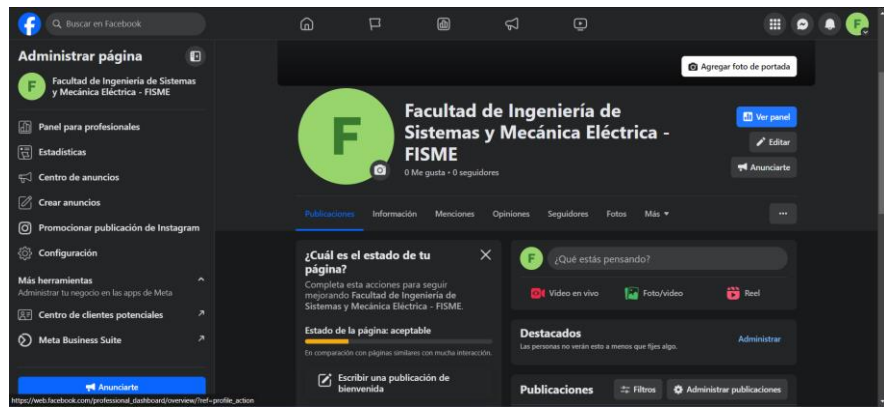 Buscar en Facebook
F
Administrar página
F
Facultad de Ingeniería de Sistemas
y Mecánica Eléctrica - FISME
Panel para profesionales
Estadísticas
Centro de anuncios
Crear anuncios
Promocionar publicación de Instagram
Configuración
Más herramientas
Administrar tu negocio en las apps de Meta
Centro de clientes potenciales
Meta Business Suite
Anunciarte
https://web.facebook.com/professional_dashboard/overview/?ref=profile_action
Agregar foto de portada
F
Facultad de Ingeniería de
Sistemas y Mecánica Eléctrica -
FISME
0 Me gusta • 0 seguidores
Ver panel
Editar
Anunciarte
Publicaciones Información Menciones Opiniones Seguidores Fotos Más
¿Cuál es el estado de tu
página?
Completa esta acciones para seguir
mejorando Facultad de Ingeniería de
Sistemas y Mecánica Eléctrica - FISME.
Estado de la página: aceptable
En comparación con páginas similares con mucha interacción.
Escribir una publicación de
bienvenida
F
¿Qué estás pensando?
Video en vivo Foto/video Reel
Destacados
Las personas no verán esto a menos que fijes algo.
Administrar
Publicaciones Filtros Administrar publicaciones